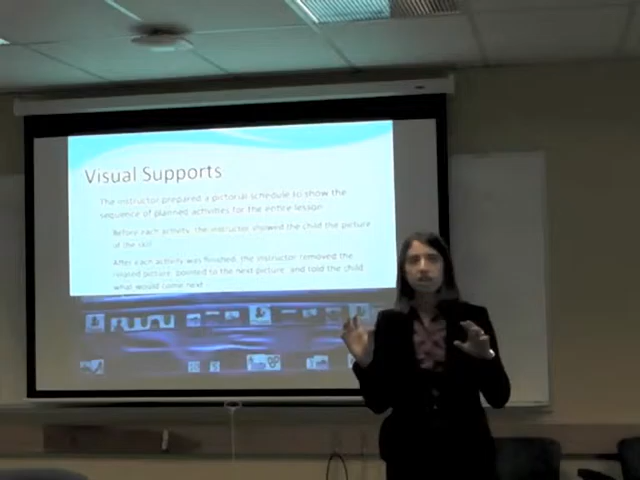 Visual Supports
The instructor prepared a pictorial schedule to show the
sequence of planned activities for the entire lesson
Before each activity, the instructor showed the child the picture
of the skill
After each activity was finished, the instructor removed the
related picture, pointed to the next picture, and told the child
what would come next